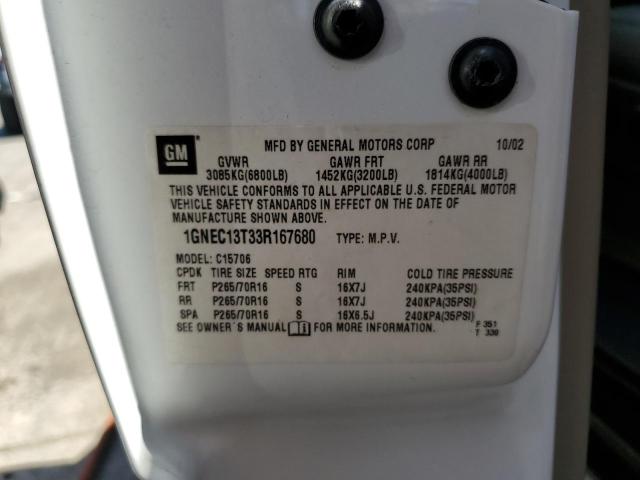 GM MFD BY GENERAL MOTORS CORP 10/02
GVWR GAWR FRT GAWR RR
3085KG(6800LB) 1452KG(3200LB) 1814KG(4000LB)
THIS VEHICLE CONFORMS TO ALL APPLICABLE U.S. FEDERAL MOTOR
VEHICLE SAFETY STANDARDS IN EFFECT ON THE DATE OF
MANUFACTURE SHOWN ABOVE.
1GNEC13T33R167680 TYPE: M.P.V.
MODEL: C15706
CPDK TIRE SIZE SPEED RTG RIM COLD TIRE PRESSURE
FRT P265/70R16 S 16X7J 240KPA(35PSI)
RR P265/70R16 S 16X7J 240KPA(35PSI)
SPA P265/70R16 S 16X6.5J 240KPA(35PSI)
SEE OWNER'S MANUAL FOR MORE INFORMATION. F 351
T 330